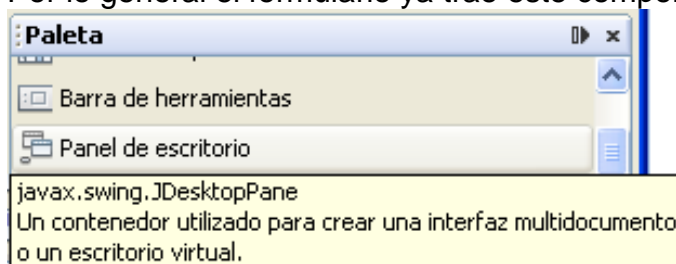 Paleta
Barra de herramientas
Panel de escritorio
javax.swing.JDesktopPane
Un contenedor utilizado para crear una interfaz multidocumento
o un escritorio virtual.